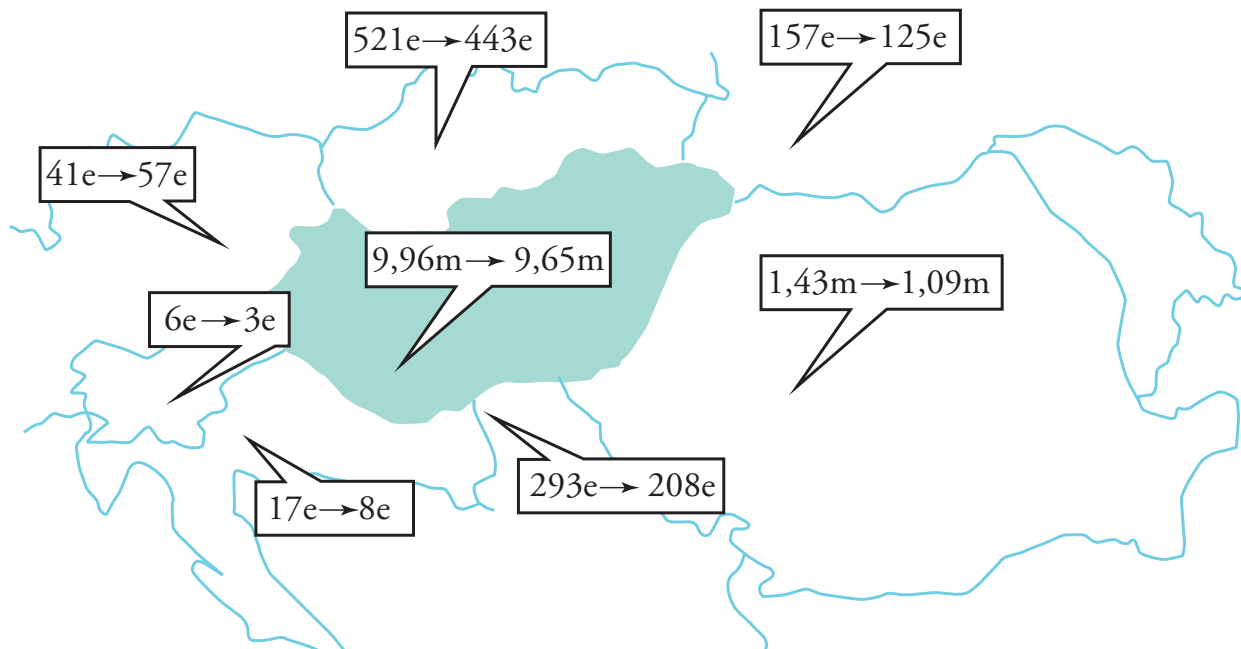 521e→443e
157e→125e
41e→57e
9,96m→ 9,65m
1,43m→1,09m
6e→3e
293e→ 208e
17e→8e